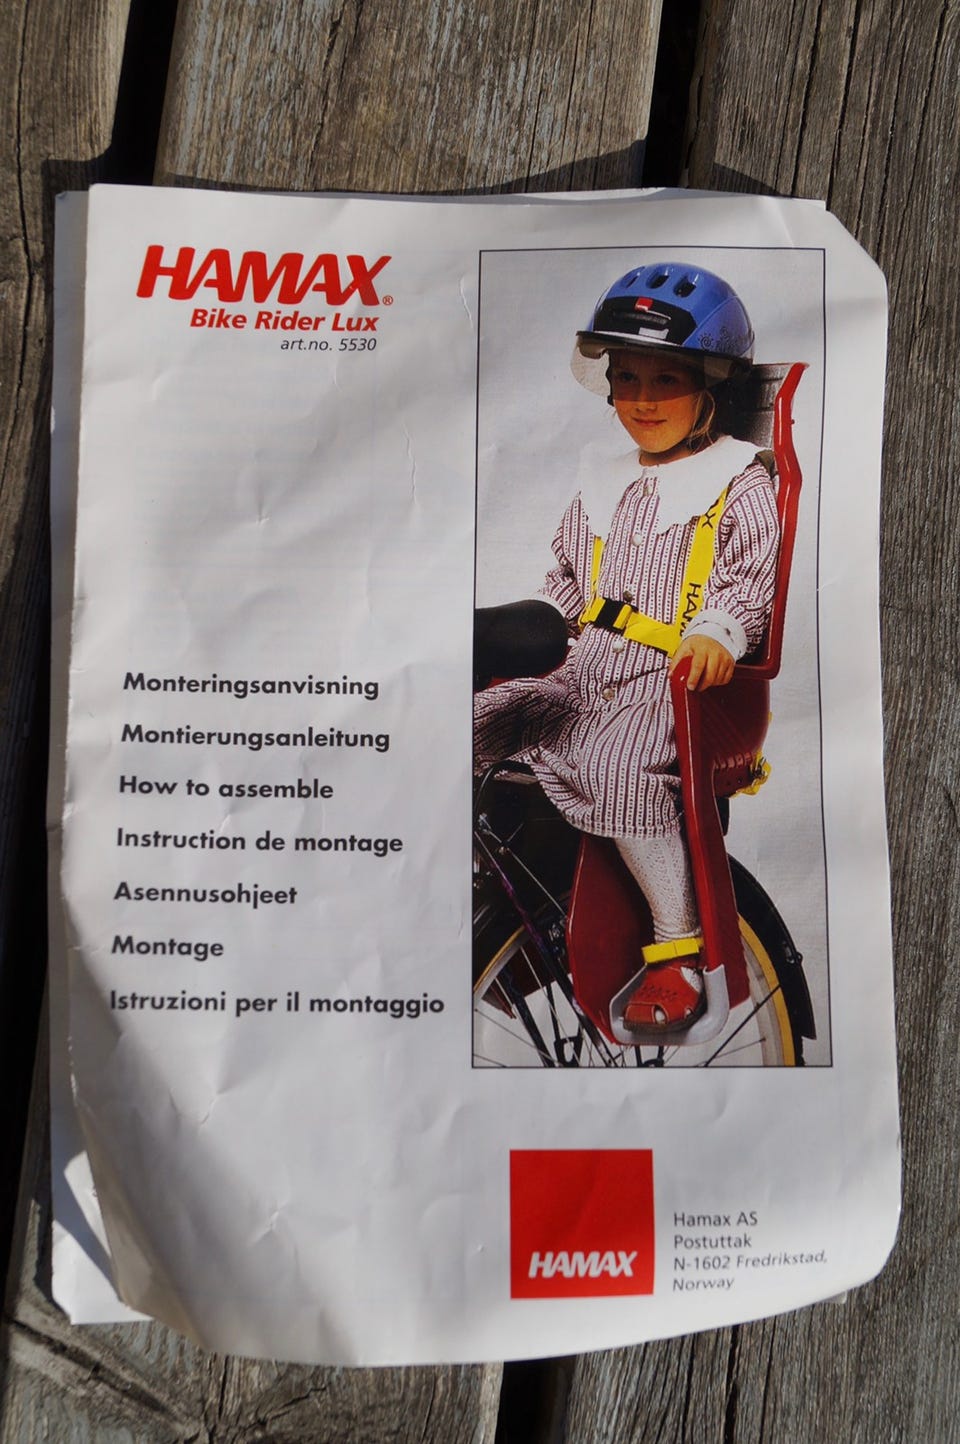 HAMAX®
Bike Rider Lux
art.no. 5530
Monteringsanvisning
Montierungsanleitung
How to assemble
Instruction de montage
Asennusohjeet
Montage
Istruzioni per il montaggio
HAMAX
Hamax AS
Postuttak
N-1602 Fredrikstad,
Norway